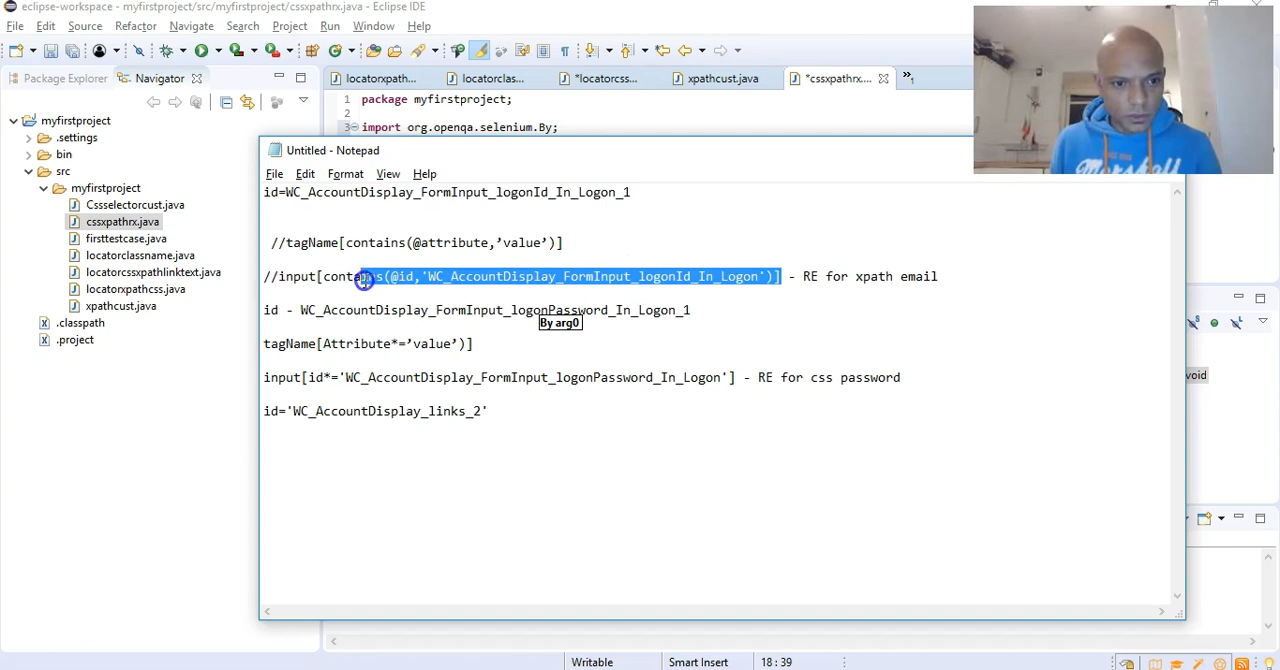 eclipse-workspace - myfirstproject/src/myfirstproject/cssxpathrx.java - Eclipse IDE
File Edit Source Refactor Navigate Search Project Run Window Help
Package Explorer Navigator
locatorxpath... locatorclas... *locatorcss... xpathcust.java *cssxpathrx.... »1
1 package myfirstproject;
2
3 import org.openqa.selenium.By;
myfirstproject
.settings
bin
src
myfirstproject
Cssselectorcust.java
cssxpathrx.java
firsttestcase.java
locatorclassname.java
locatorcssxpathlinktext.java
locatorxpathcss.java
xpathcust.java
.classpath
.project
Untitled - Notepad
File Edit Format View Help
id=WC_AccountDisplay_FormInput_logonId_In_Logon_1
//tagName[contains(@attribute,’value’)]
//input[contains(@id,'WC_AccountDisplay_FormInput_logonId_In_Logon')] - RE for xpath email
id - WC_AccountDisplay_FormInput_logonPassword_In_Logon_1
By arg0
tagName[Attribute*=’value’)]
input[id*='WC_AccountDisplay_FormInput_logonPassword_In_Logon'] - RE for css password
id='WC_AccountDisplay_links_2'
void
Writable Smart Insert 18 : 39